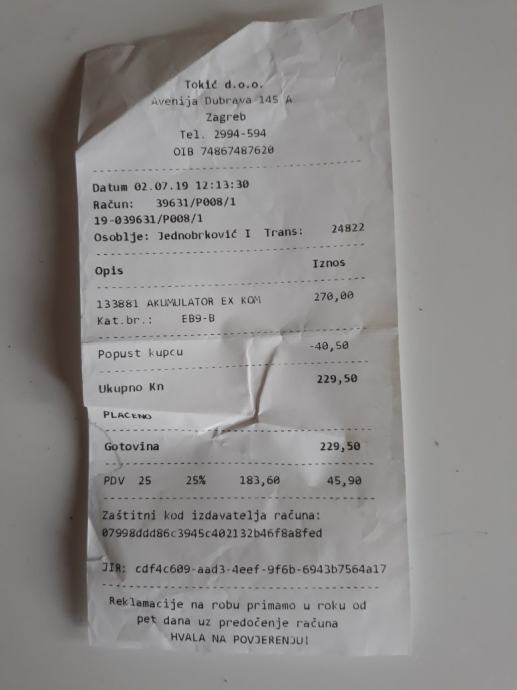 Tokić d.o.o.
Avenija Dubrava 145 A
Zagreb
Tel. 2994-594
OIB 74867487620
Datum 02.07.19 12:13:30
Račun: 39631/P008/1
19-039631/P008/1
Osoblje: Jednobrković I Trans: 24822
Opis Iznos
133881 AKUMULATOR EX KOM 270,00
Kat.br.: EB9-B
Popust kupcu -40,50
Ukupno Kn 229,50
PLAĆENO
Gotovina 229,50
PDV 25 25% 183,60 45,90
Zaštitni kod izdavatelja računa:
07998ddd86c3945c402132b46f8a8fed
JIR: cdf4c609-aad3-4eef-9f6b-6943b7564a17
Reklamacije na robu primamo u roku od
pet dana uz predočenje računa
HVALA NA POVJERENJU!